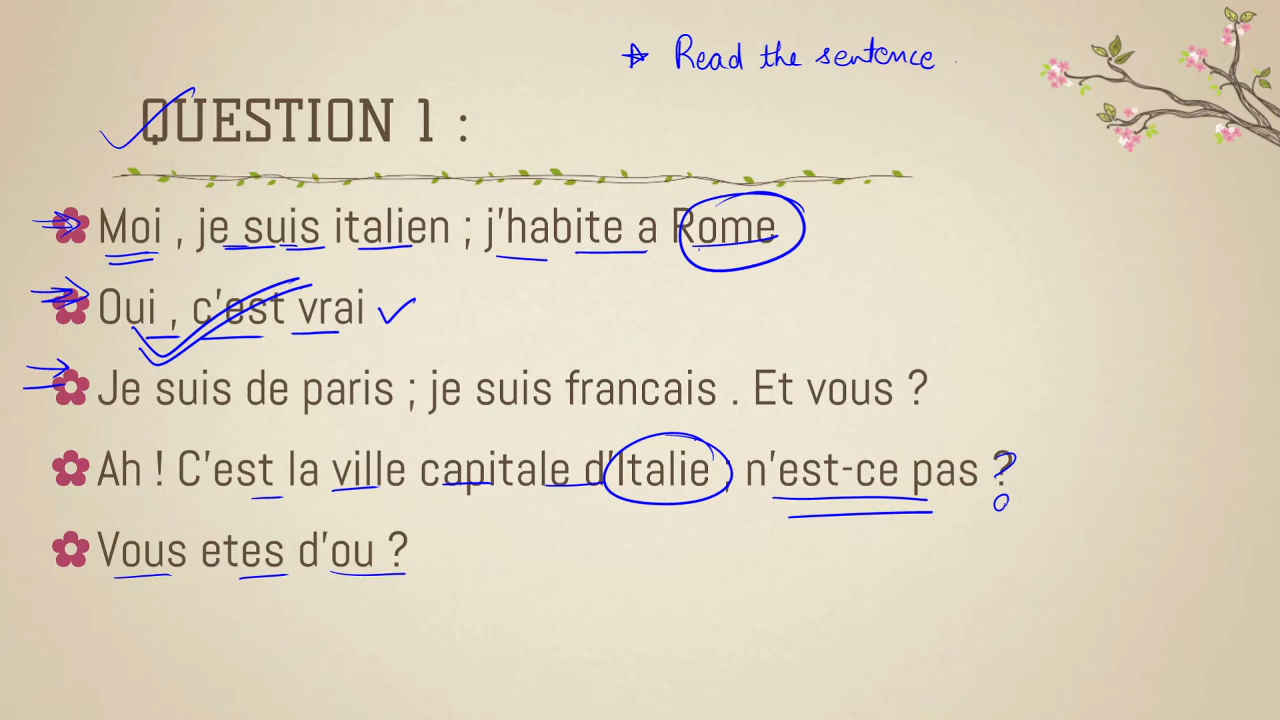 → Read the sentence
QUESTION 1 :
Moi , je suis italien ; j'habite a Rome
Oui , c'est vrai
Je suis de paris ; je suis francais . Et vous ?
Ah ! C'est la ville capitale d'Italie ; n'est-ce pas ?
Vous etes d'ou ?